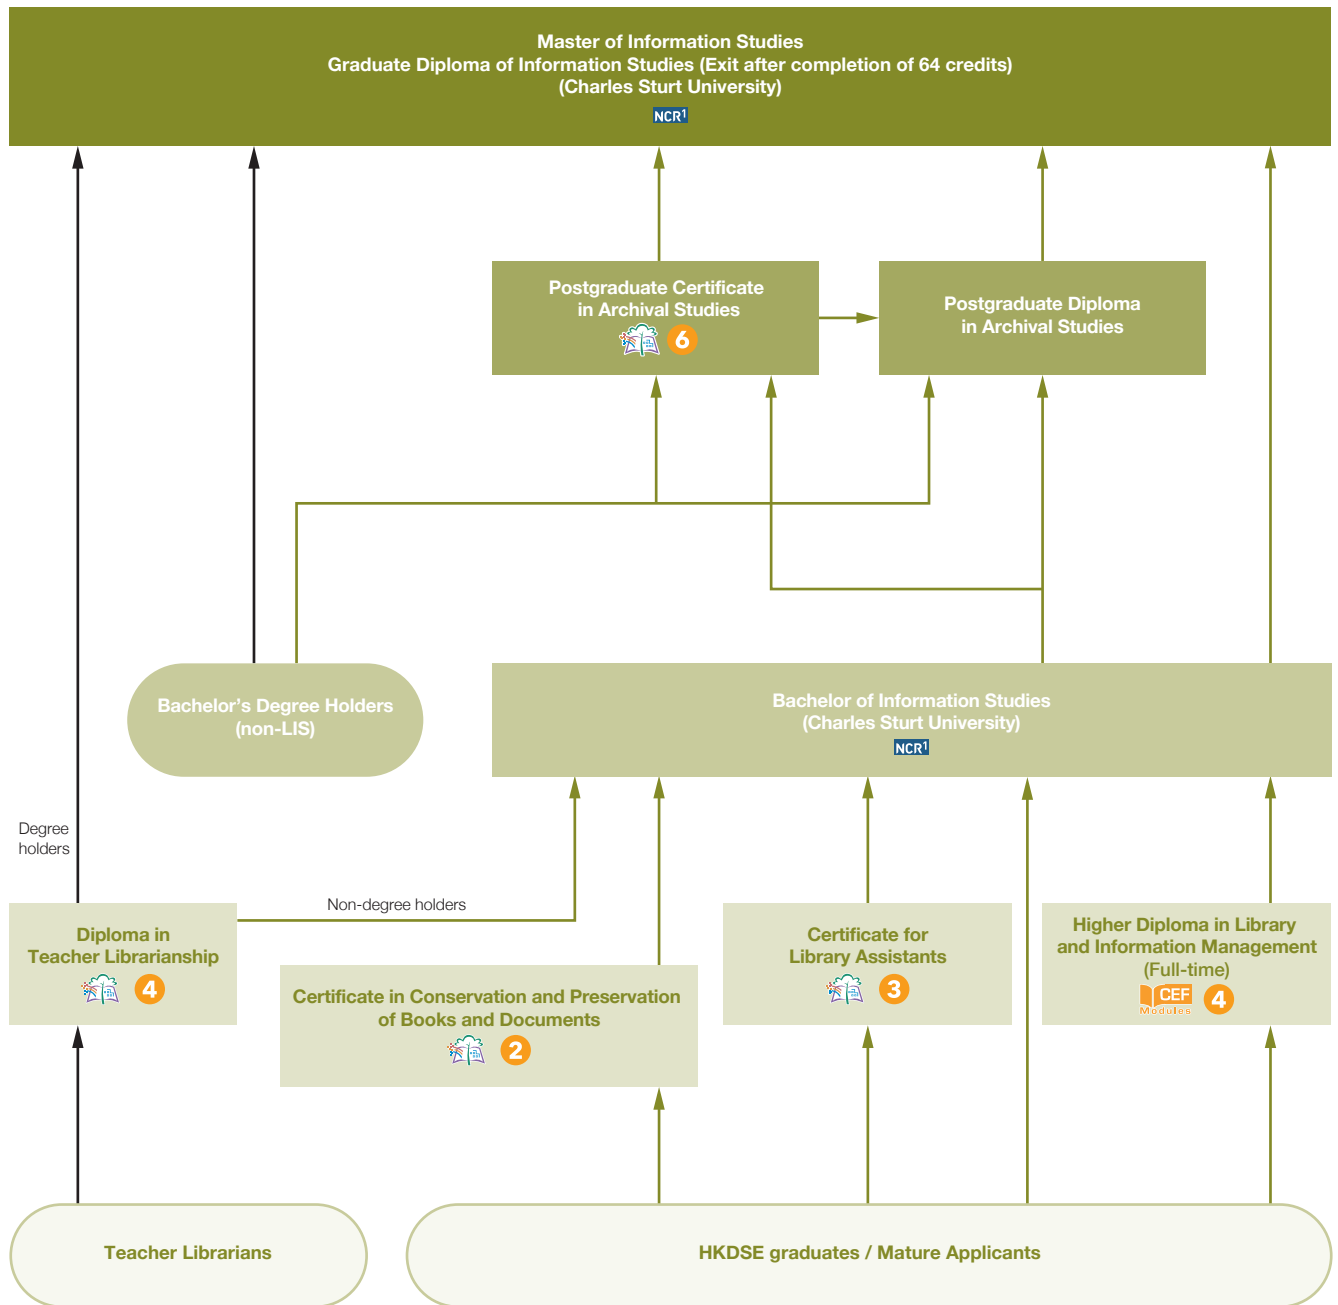 Master of Information Studies
Graduate Diploma of Information Studies (Exit after completion of 64 credits)
(Charles Sturt University)
NCR1
Postgraduate Certificate
in Archival Studies
6
Postgraduate Diploma
in Archival Studies
Bachelor's Degree Holders
(non-LIS)
Bachelor of Information Studies
(Charles Sturt University)
NCR1
Degree
holders
Non-degree holders
Diploma in
Teacher Librarianship
4
Certificate in Conservation and Preservation
of Books and Documents
2
Certificate for
Library Assistants
3
Higher Diploma in Library
and Information Management
(Full-time)
CEF
Modules
4
Teacher Librarians
HKDSE graduates / Mature Applicants